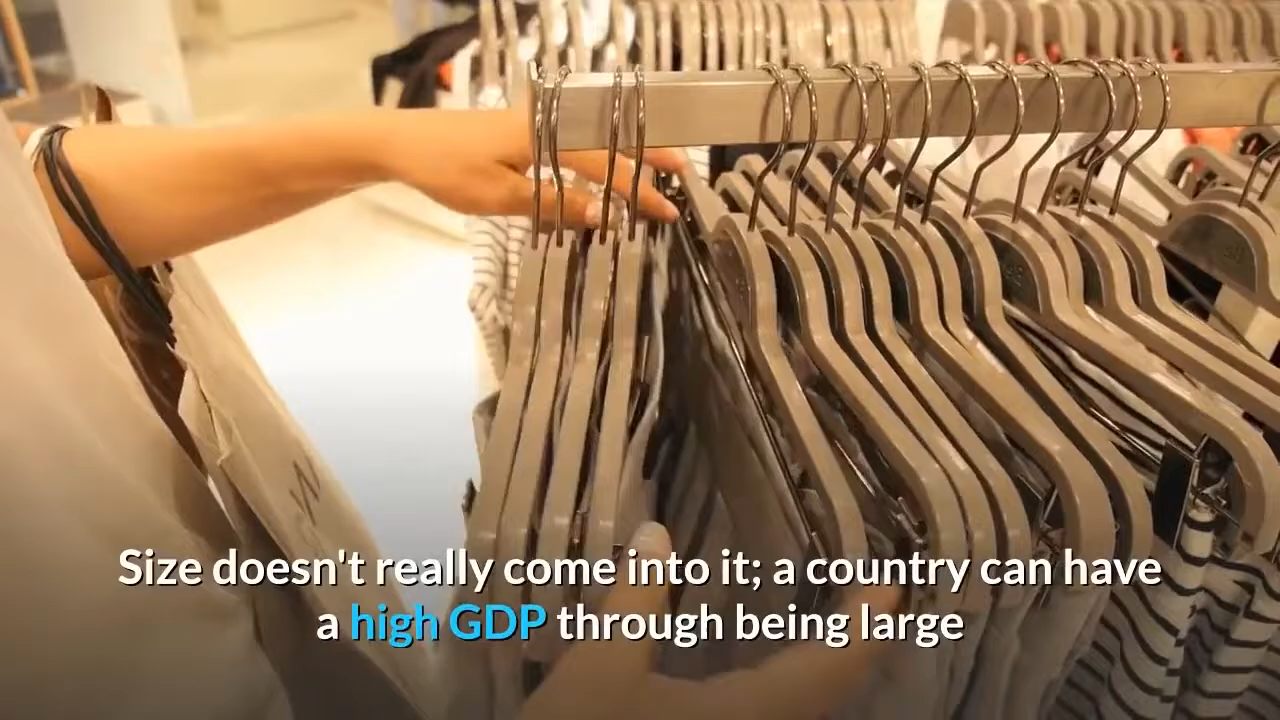 Size doesn't really come into it; a country can have
a high GDP through being large